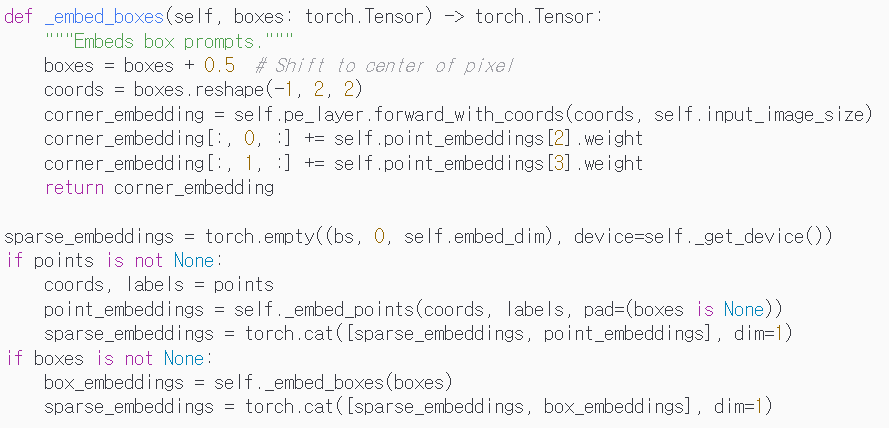 def _embed_boxes(self, boxes: torch.Tensor) -> torch.Tensor:
    """Embeds box prompts."""
    boxes = boxes + 0.5  # Shift to center of pixel
    coords = boxes.reshape(-1, 2, 2)
    corner_embedding = self.pe_layer.forward_with_coords(coords, self.input_image_size)
    corner_embedding[:, 0, :] += self.point_embeddings[2].weight
    corner_embedding[:, 1, :] += self.point_embeddings[3].weight
    return corner_embedding

sparse_embeddings = torch.empty((bs, 0, self.embed_dim), device=self._get_device())
if points is not None:
    coords, labels = points
    point_embeddings = self._embed_points(coords, labels, pad=(boxes is None))
    sparse_embeddings = torch.cat([sparse_embeddings, point_embeddings], dim=1)
if boxes is not None:
    box_embeddings = self._embed_boxes(boxes)
    sparse_embeddings = torch.cat([sparse_embeddings, box_embeddings], dim=1)